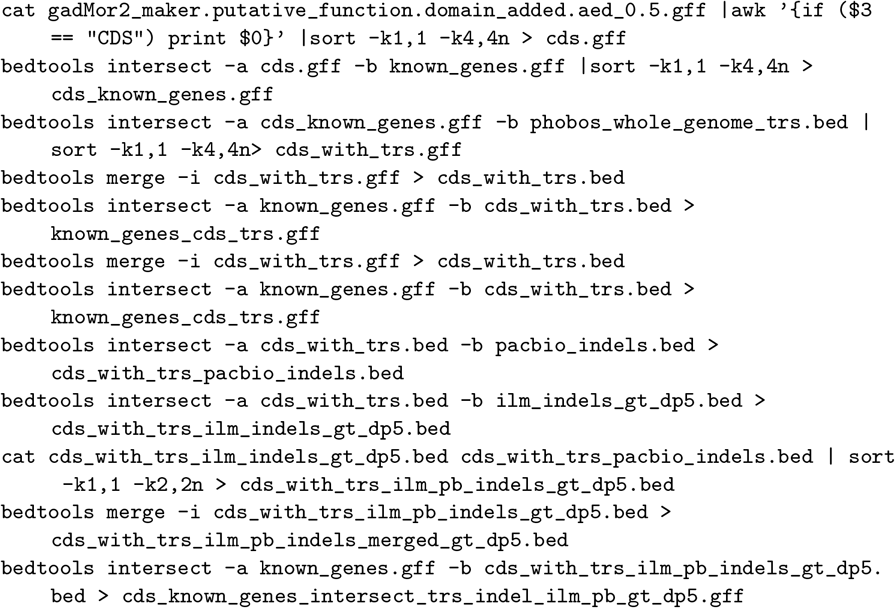 cat gadMor2_maker.putative_function.domain_added.aed_0.5.gff |awk ’{if ($3
== "CDS") print $0}’ |sort -k1,1 -k4,4n > cds.gff
bedtools intersect -a cds.gff -b known_genes.gff |sort -k1,1 -k4,4n >
cds_known_genes.gff
bedtools intersect -a cds_known_genes.gff -b phobos_whole_genome_trs.bed |
sort -k1,1 -k4,4n> cds_with_trs.gff
bedtools merge -i cds_with_trs.gff > cds_with_trs.bed
bedtools intersect -a known_genes.gff -b cds_with_trs.bed >
known_genes_cds_trs.gff
bedtools merge -i cds_with_trs.gff > cds_with_trs.bed
bedtools intersect -a known_genes.gff -b cds_with_trs.bed >
known_genes_cds_trs.gff
bedtools intersect -a cds_with_trs.bed -b pacbio_indels.bed >
cds_with_trs_pacbio_indels.bed
bedtools intersect -a cds_with_trs.bed -b ilm_indels_gt_dp5.bed >
cds_with_trs_ilm_indels_gt_dp5.bed
cat cds_with_trs_ilm_indels_gt_dp5.bed cds_with_trs_pacbio_indels.bed | sort
-k1,1 -k2,2n > cds_with_trs_ilm_pb_indels_gt_dp5.bed
bedtools merge -i cds_with_trs_ilm_pb_indels_gt_dp5.bed >
cds_with_trs_ilm_pb_indels_merged_gt_dp5.bed
bedtools intersect -a known_genes.gff -b cds_with_trs_ilm_pb_indels_gt_dp5.
bed > cds_known_genes_intersect_trs_indel_ilm_pb_gt_dp5.gff